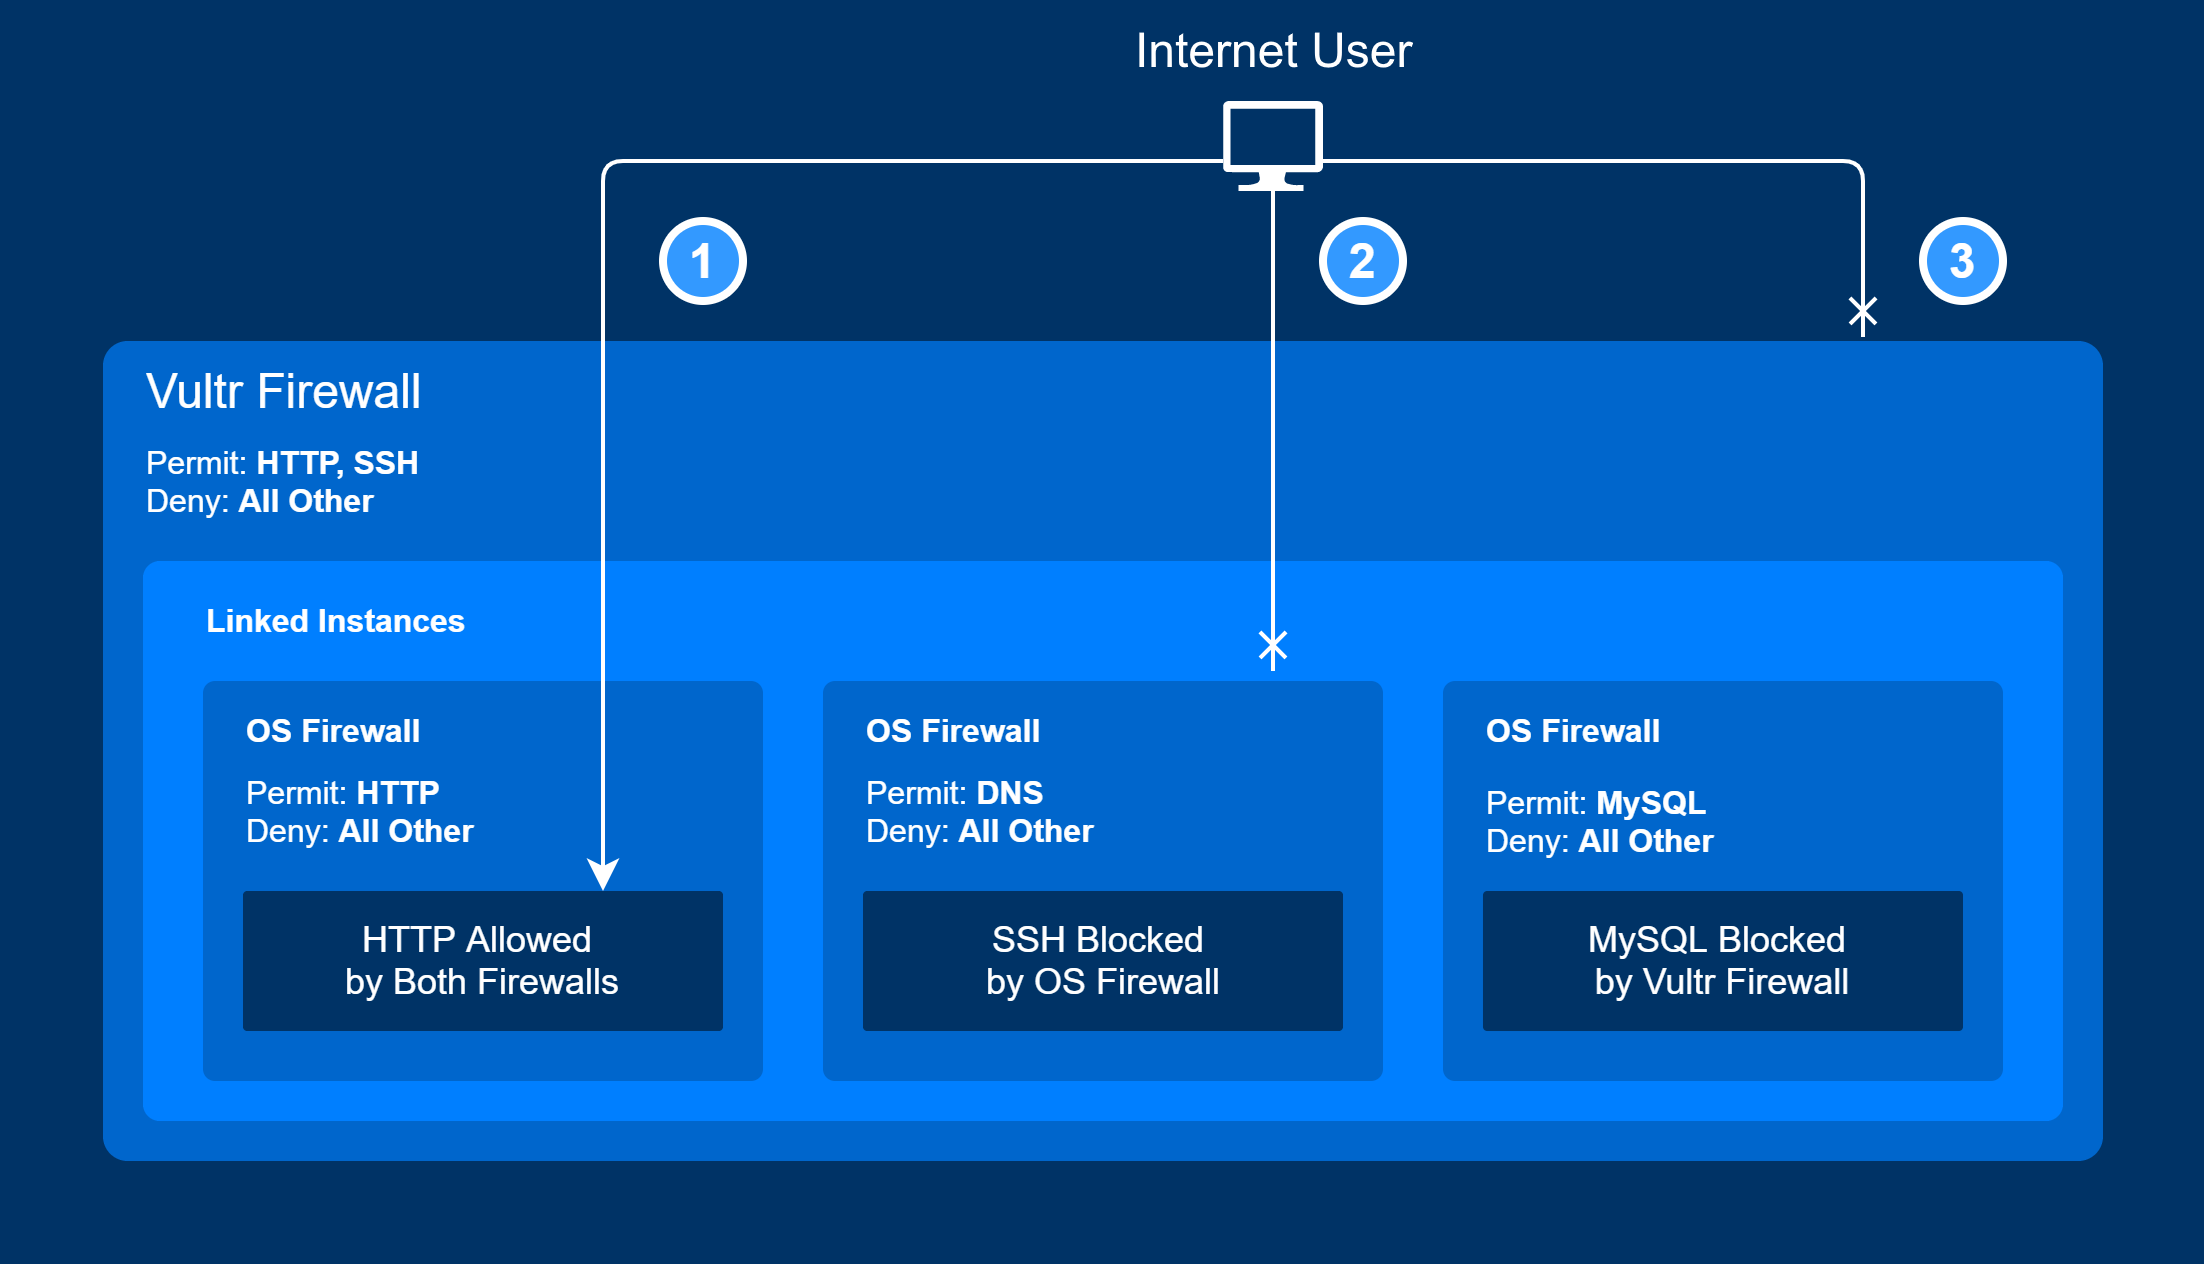 Internet User
1
2
3
Vultr Firewall
Permit: HTTP, SSH
Deny: All Other
Linked Instances
OS Firewall
Permit: HTTP
Deny: All Other
HTTP Allowed
by Both Firewalls
OS Firewall
Permit: DNS
Deny: All Other
SSH Blocked
by OS Firewall
OS Firewall
Permit: MySQL
Deny: All Other
MySQL Blocked
by Vultr Firewall